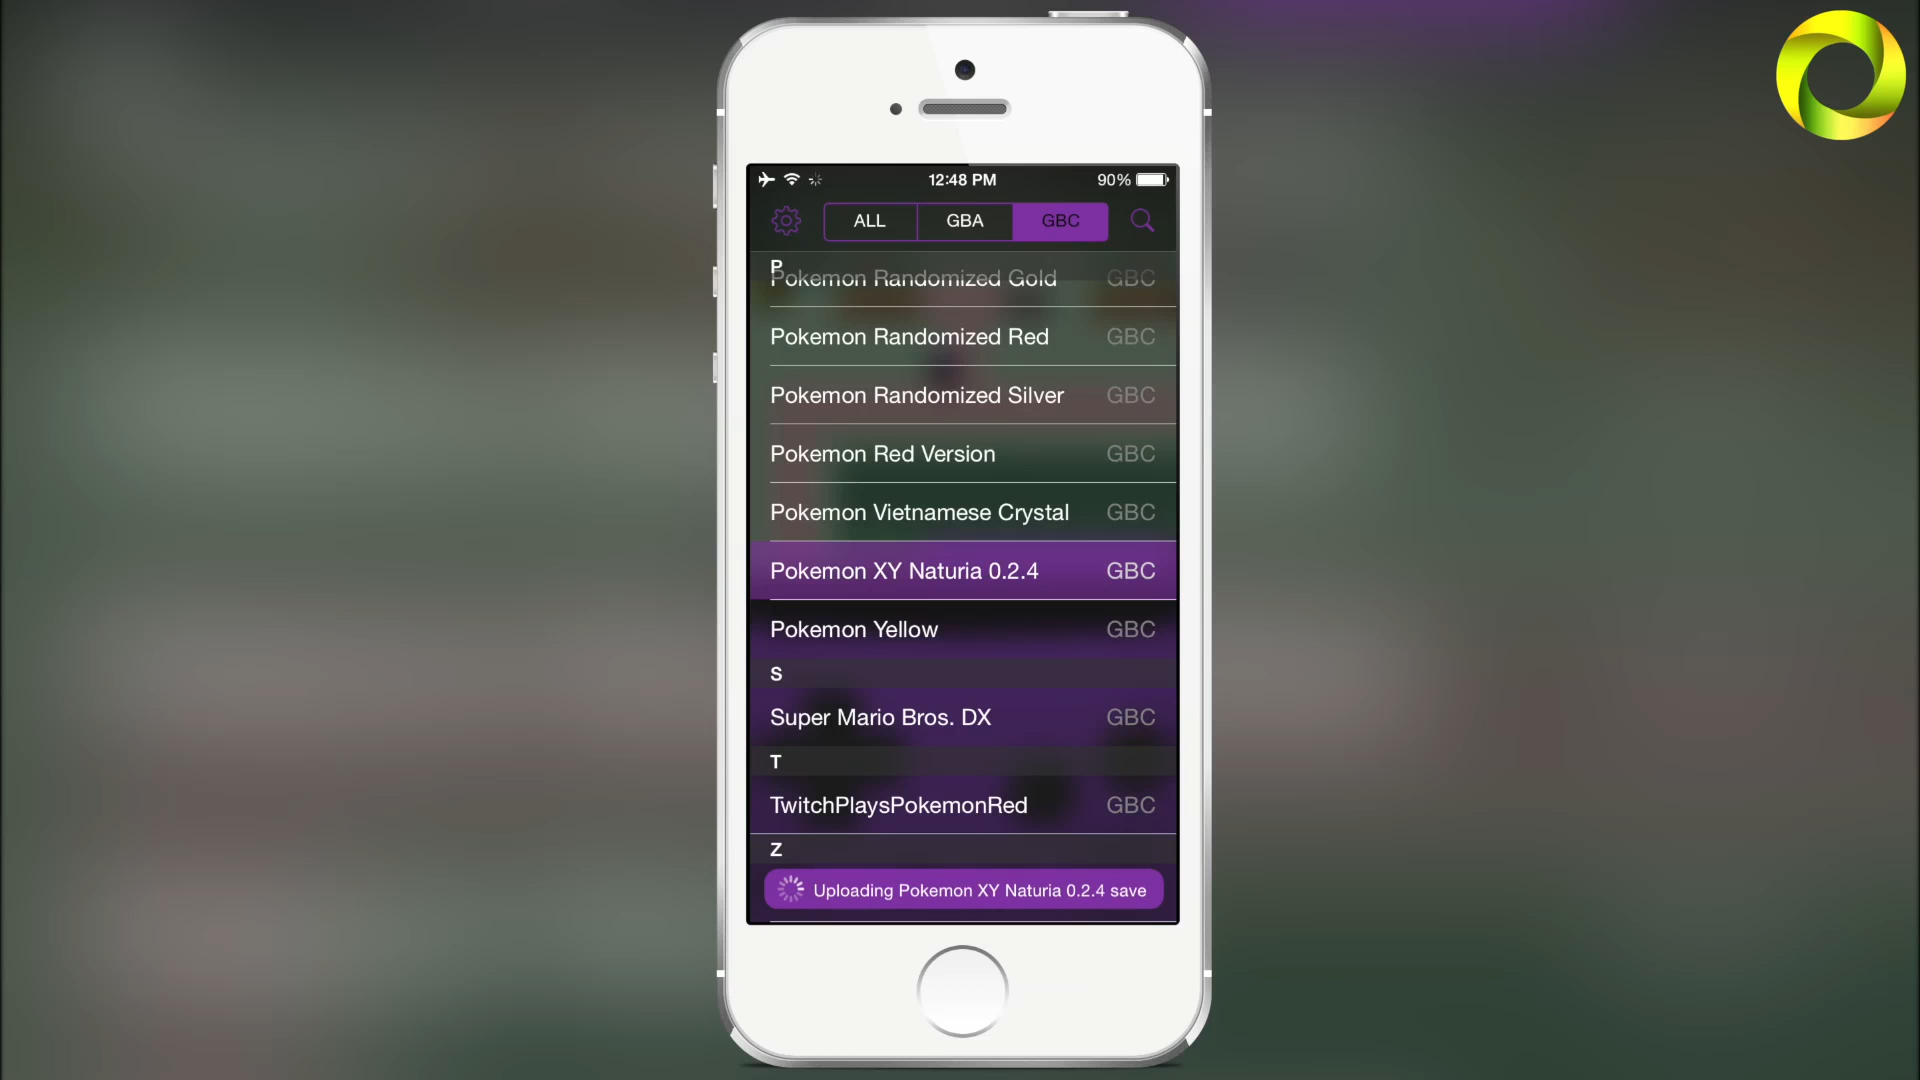 12:48 PM 90%
ALL GBA GBC
P
Pokemon Randomized Gold GBC
Pokemon Randomized Red GBC
Pokemon Randomized Silver GBC
Pokemon Red Version GBC
Pokemon Vietnamese Crystal GBC
Pokemon XY Naturia 0.2.4 GBC
Pokemon Yellow GBC
S
Super Mario Bros. DX GBC
T
TwitchPlaysPokemonRed GBC
Z
Uploading Pokemon XY Naturia 0.2.4 save